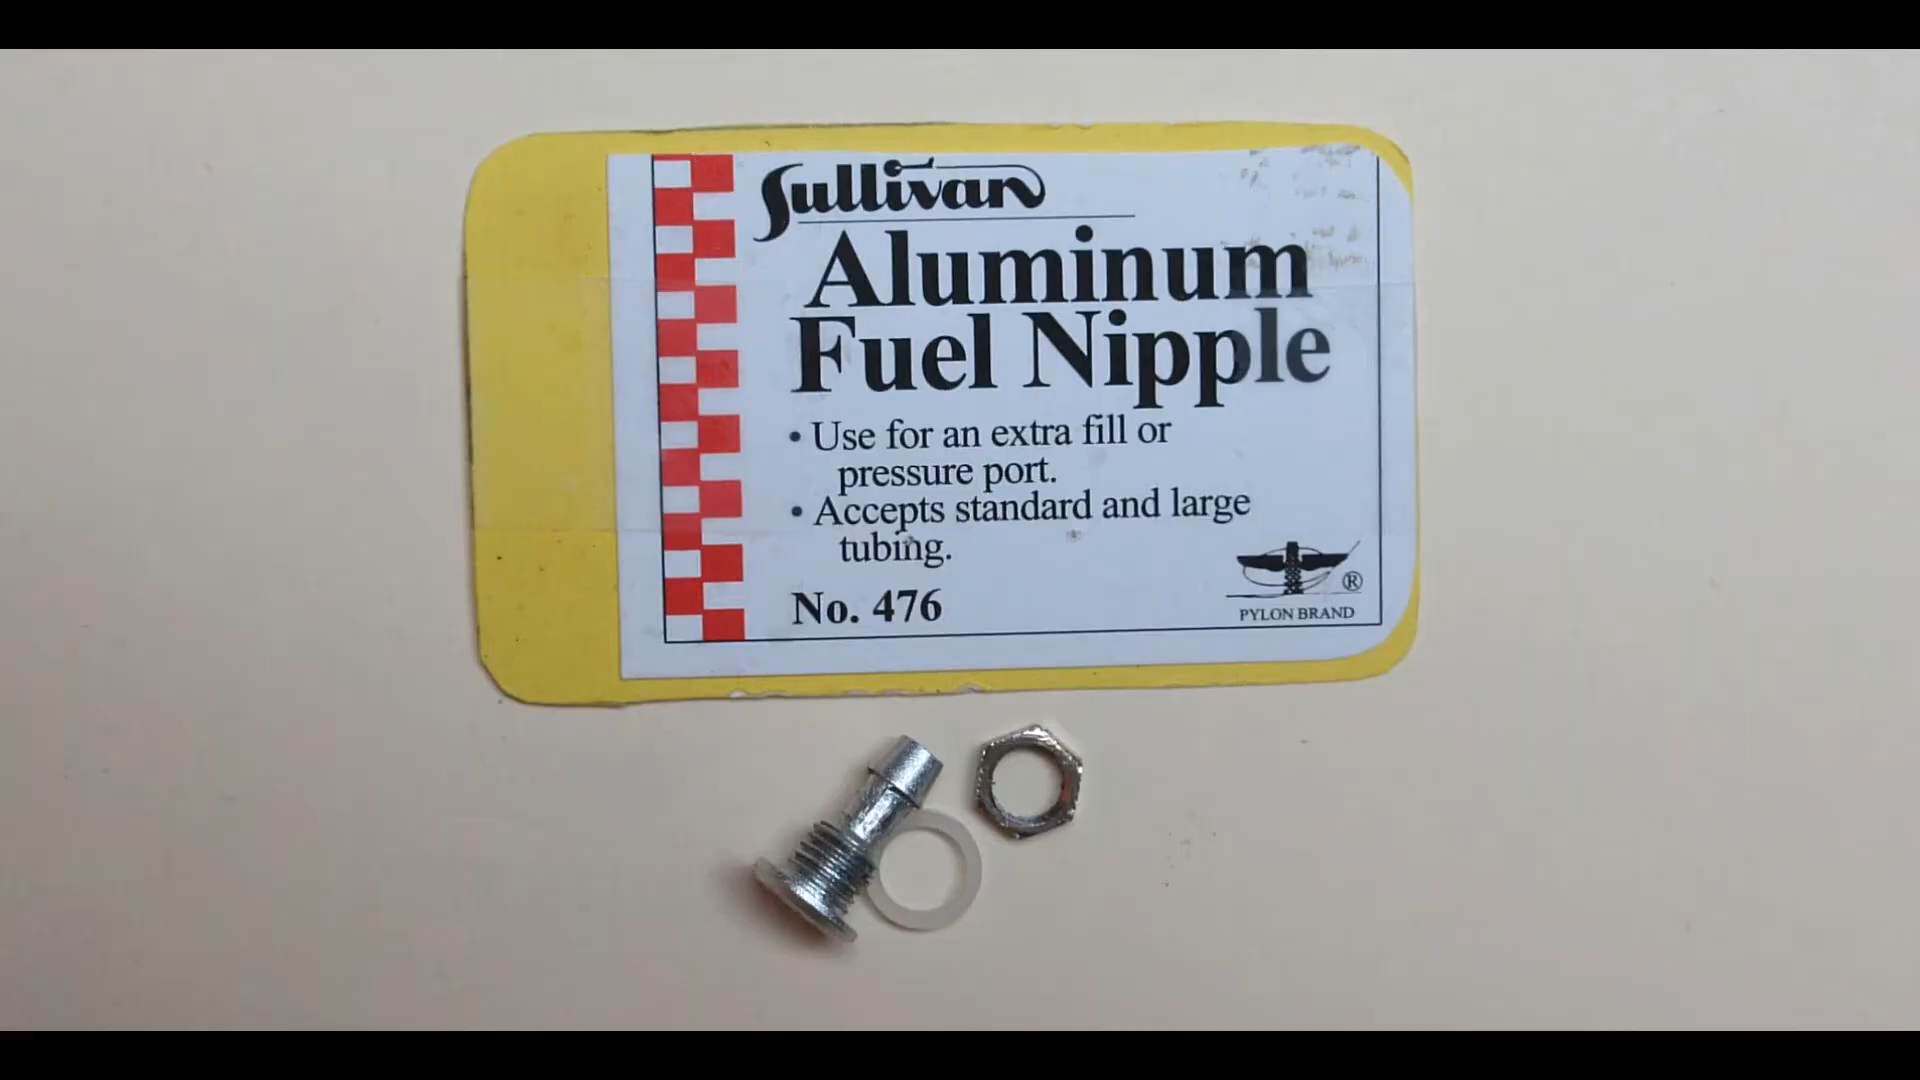 Sullivan
Aluminum
Fuel Nipple
• Use for an extra fill or
pressure port.
• Accepts standard and large
tubing.
No. 476
®
PYLON BRAND